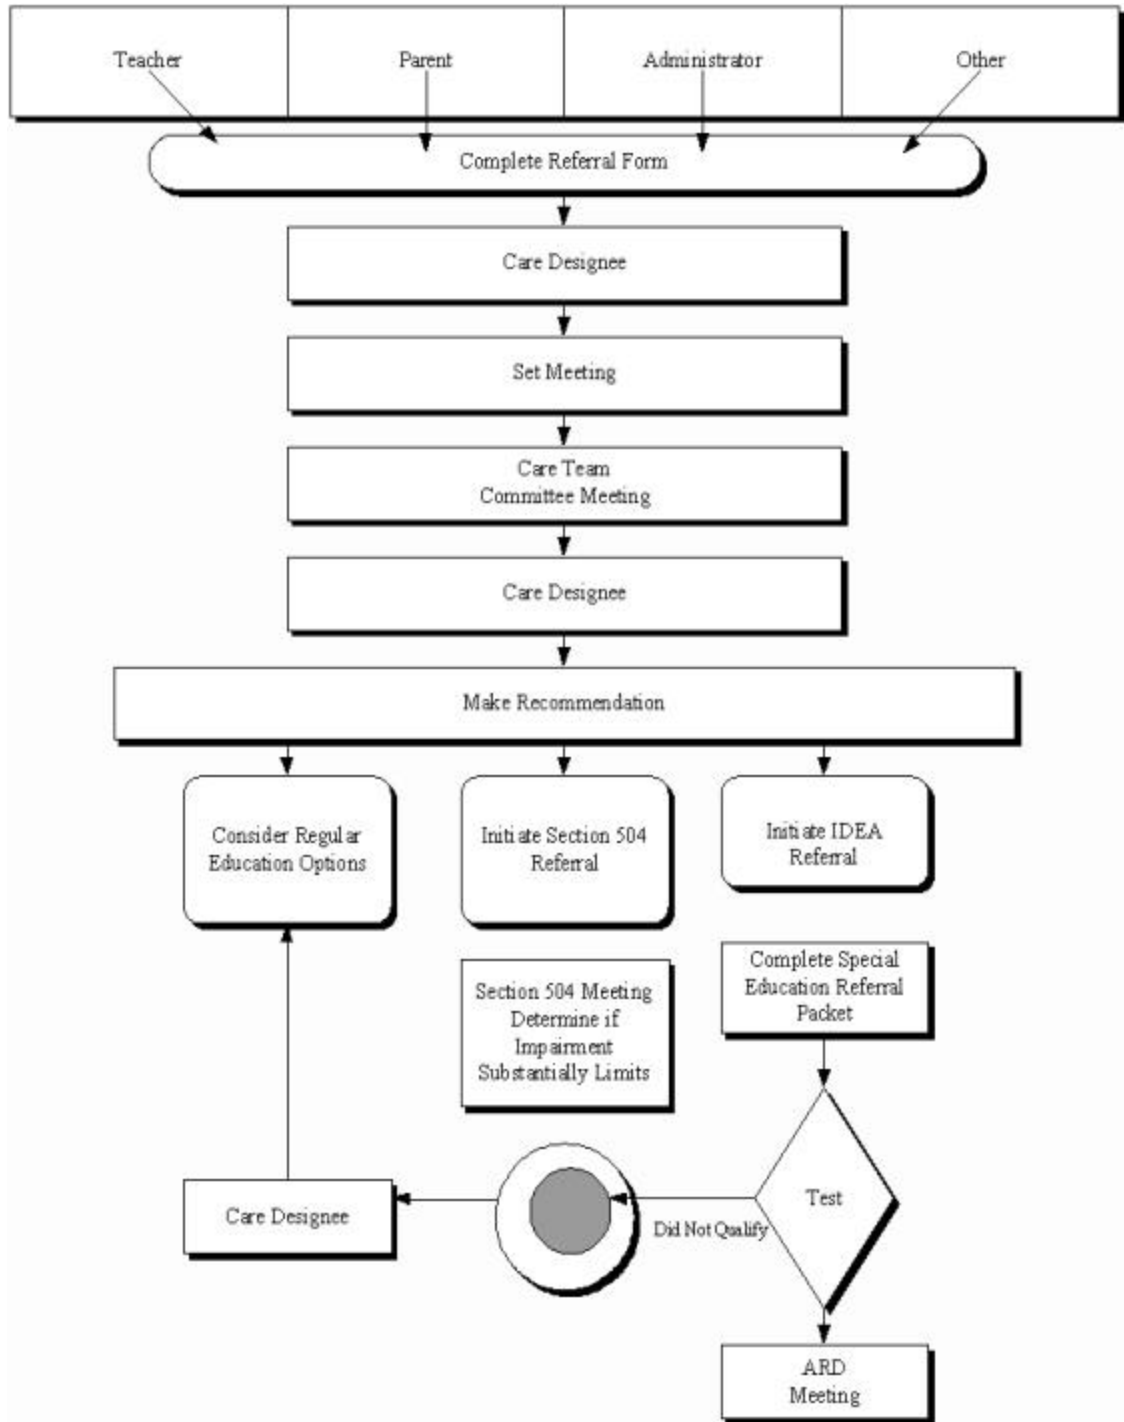 Teacher
Parent
Administrator
Other
Complete Referral Form
Care Designee
Set Meeting
Care Team
Committee Meeting
Care Designee
Make Recommendation
Consider Regular
Education Options
Initiate Section 504
Referral
Initiate IDEA
Referral
Section 504 Meeting
Determine if
Impairment
Substantially Limits
Complete Special
Education Referral
Packet
Care Designee
Did Not Qualify
Test
ARD
Meeting